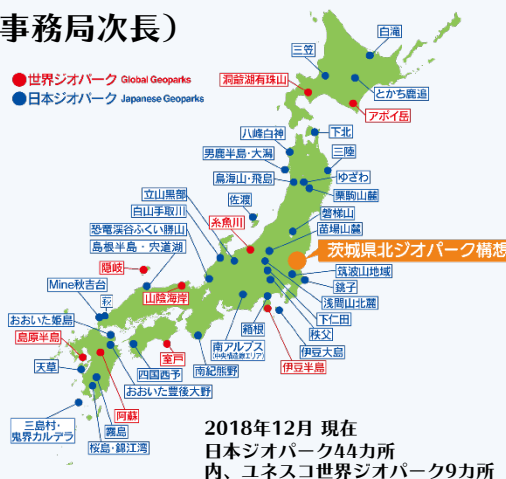 事務局次長）
世界ジオパーク Global Geoparks
日本ジオパーク Japanese Geoparks
白滝
三笠
洞爺湖有珠山
とかち鹿追
アポイ岳
八峰白神
下北
男鹿半島・大潟
三陸
鳥海山・飛島
ゆざわ
栗駒山麓
立山黒部
佐渡
白山手取川
糸魚川
磐梯山
恐竜渓谷ふくい勝山
苗場山麓
島根半島・宍道湖
茨城県北ジオパーク構想
隠岐
筑波山地域
Mine秋吉台
山陰海岸
銚子
萩
浅間山北麓
おおいた姫島
下仁田
島原半島
室戸
箱根
秩父
南アルプス
(中央構造線エリア)
伊豆大島
天草
四国西予
南紀熊野
伊豆半島
おおいた豊後大野
阿蘇
三島村・
鬼界カルデラ
霧島
桜島・錦江湾
2018年12月 現在
日本ジオパーク44カ所
内、ユネスコ世界ジオパーク9カ所